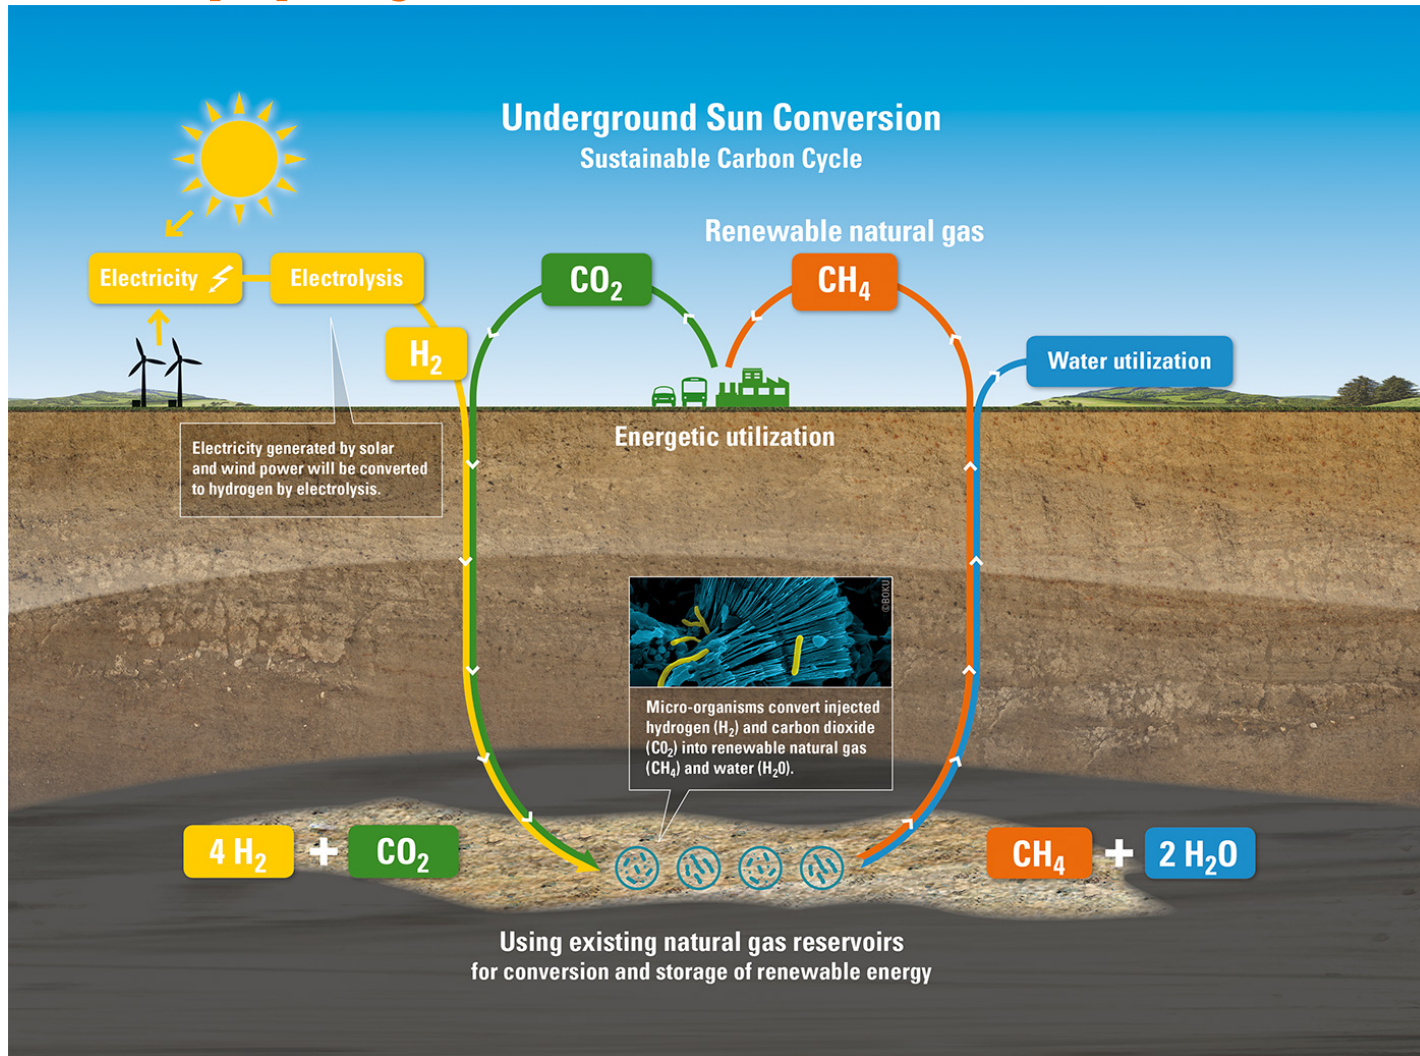 Underground Sun Conversion
Sustainable Carbon Cycle
Renewable natural gas
Electricity
Electrolysis
CO₂
CH₄
H₂
Water utilization
Energetic utilization
Electricity generated by solar
and wind power will be converted
to hydrogen by electrolysis.
©BOKU
Micro-organisms convert injected
hydrogen (H₂) and carbon dioxide
(CO₂) into renewable natural gas
(CH₄) and water (H₂0).
4 H₂ + CO₂
CH₄ + 2 H₂O
Using existing natural gas reservoirs
for conversion and storage of renewable energy